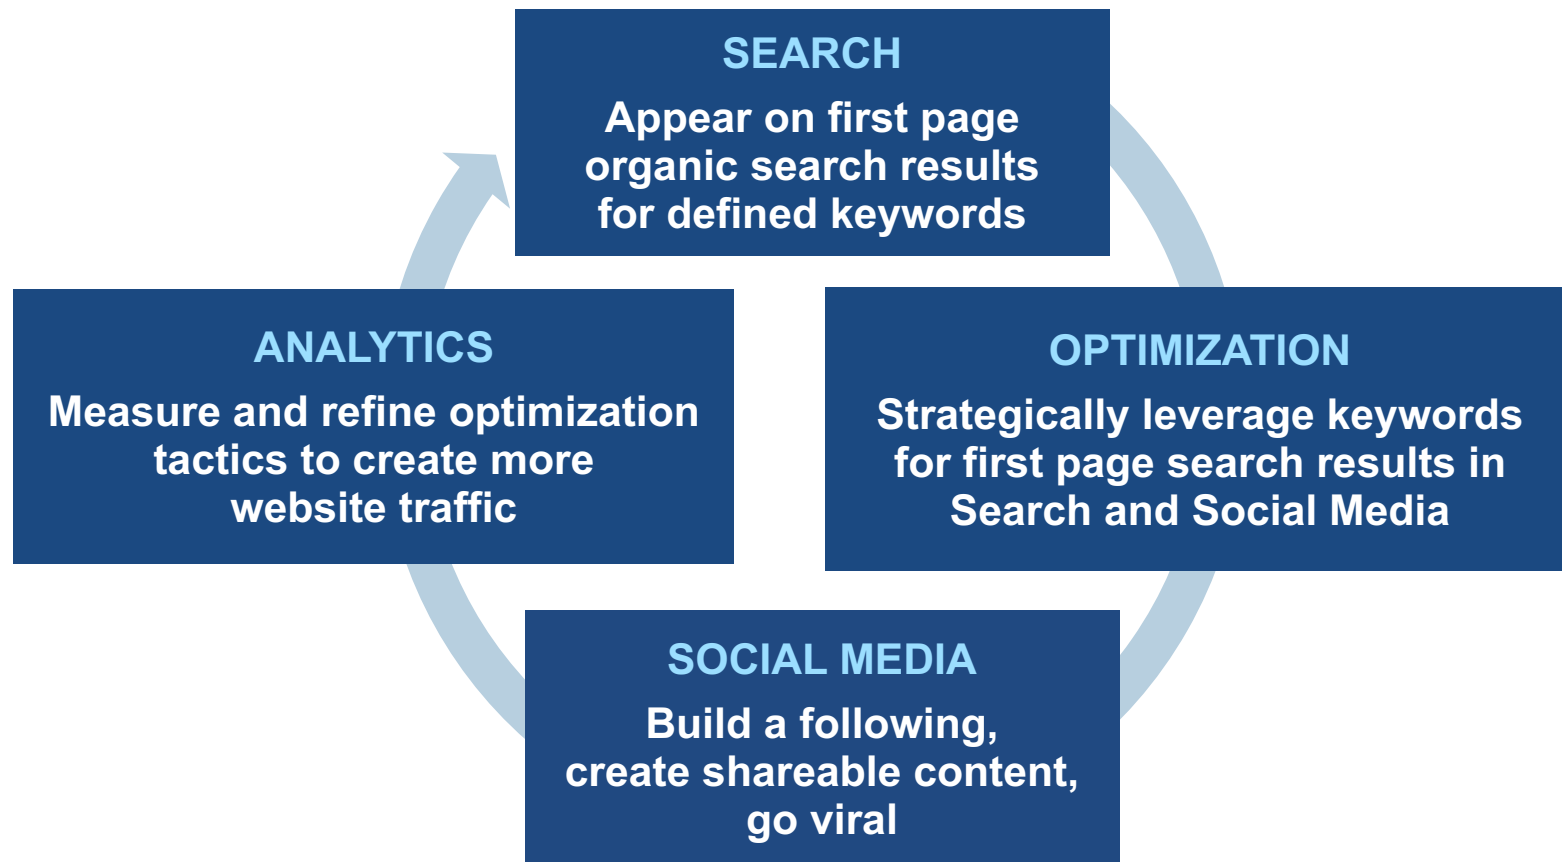 SEARCH
Appear on first page
organic search results
for defined keywords
ANALYTICS
Measure and refine optimization
tactics to create more
website traffic
OPTIMIZATION
Strategically leverage keywords
for first page search results in
Search and Social Media
SOCIAL MEDIA
Build a following,
create shareable content,
go viral